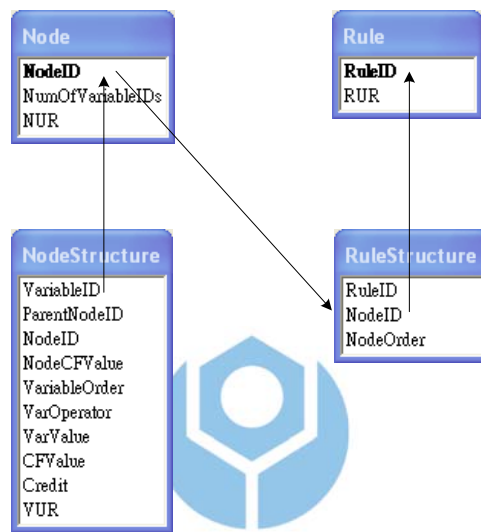 Node
NodeID
NumOfVariableIDs
NUR
Rule
RuleID
RUR
NodeStructure
VariableID
ParentNodeID
NodeID
NodeCFValue
VariableOrder
VarOperator
VarValue
CFValue
Credit
VUR
RuleStructure
RuleID
NodeID
NodeOrder